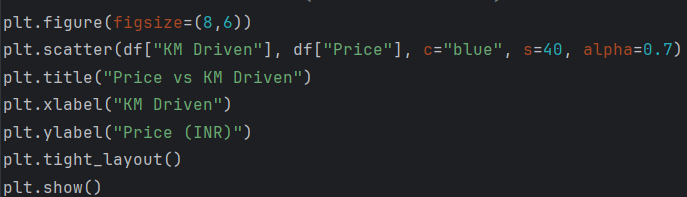 plt.figure(figsize=(8,6))
plt.scatter(df["KM Driven"], df["Price"], c="blue", s=40, alpha=0.7)
plt.title("Price vs KM Driven")
plt.xlabel("KM Driven")
plt.ylabel("Price (INR)")
plt.tight_layout()
plt.show()